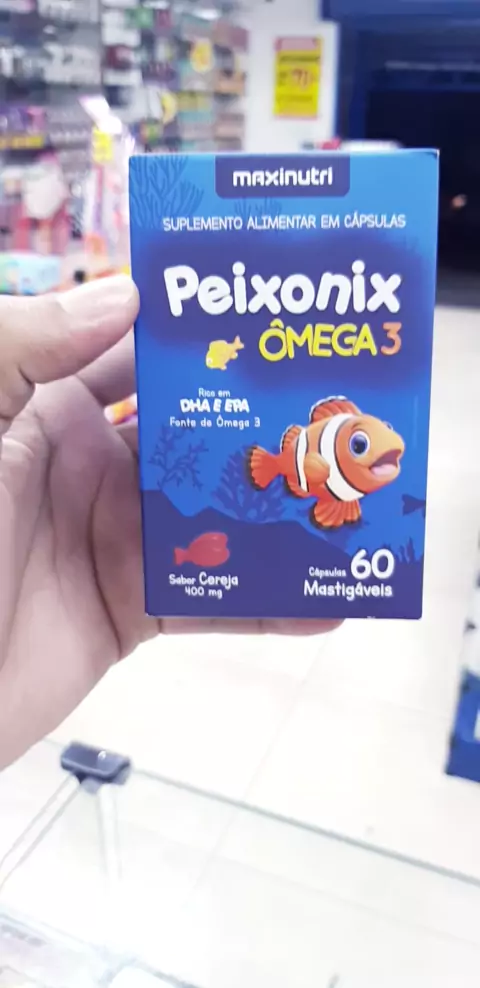 maxinutri
SUPLEMENTO ALIMENTAR EM CÁPSULAS
Peixonix
ÔMEGA 3
Rico em
DHA E EPA
Fonte de Ômega 3
Sabor Cereja
400 mg
Cápsulas 60
Mastigáveis